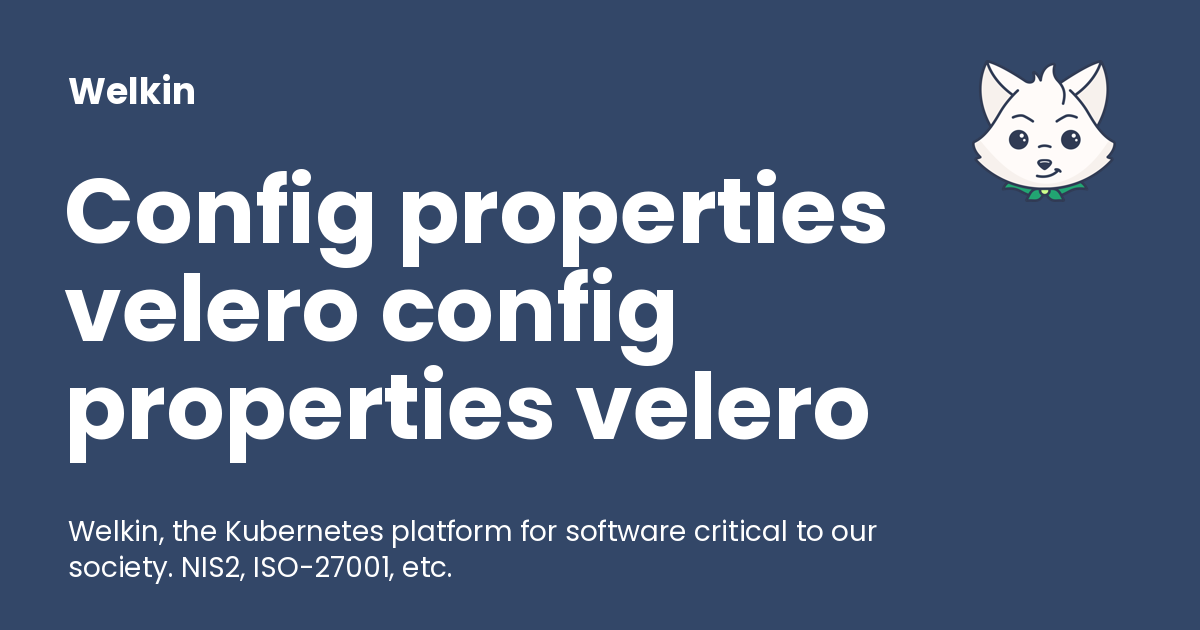 Welkin
Config properties
velero config
properties velero
Welkin, the Kubernetes platform for software critical to our
society. NIS2, ISO-27001, etc.